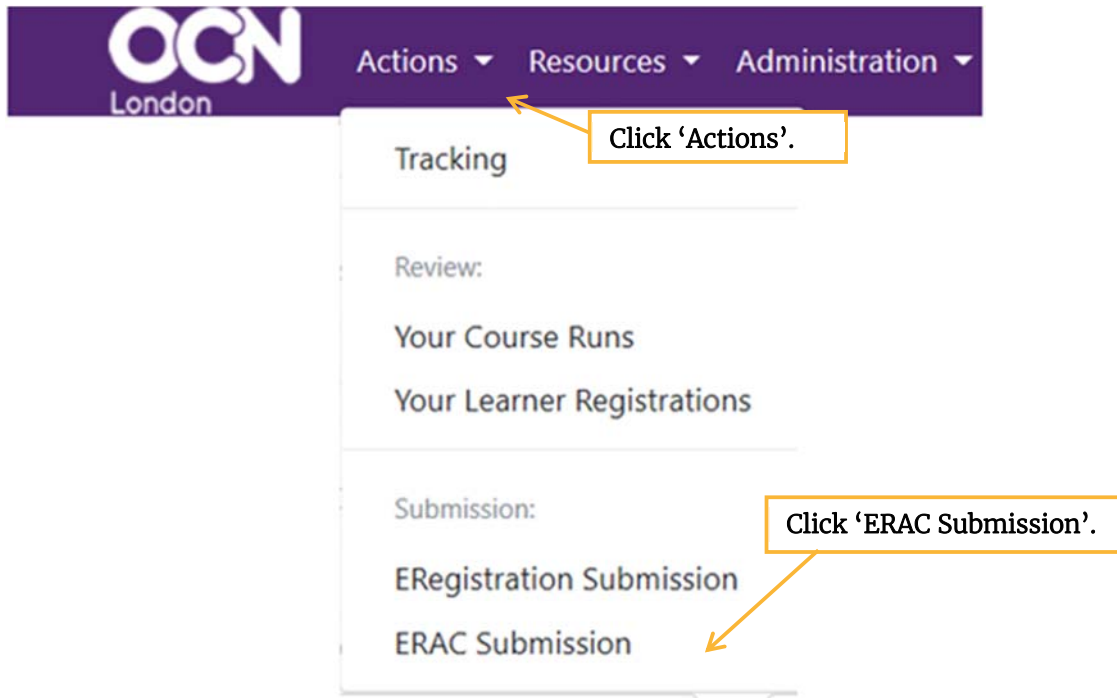 OCN
London
Actions Resources Administration
Click ‘Actions’.
Tracking
Review:
Your Course Runs
Your Learner Registrations
Submission:
Click ‘ERAC Submission’.
ERegistration Submission
ERAC Submission